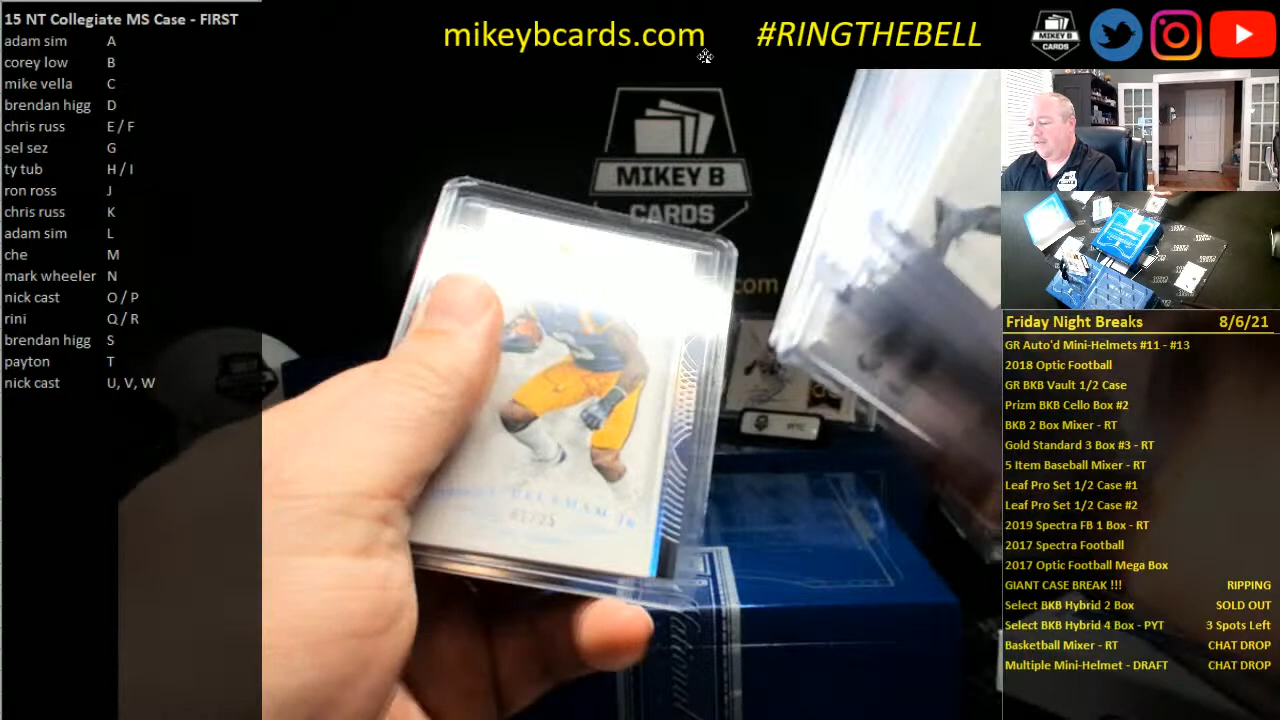 15 NT Collegiate MS Case - FIRST
adam sim A
corey low B
mike vella C
brendan higg D
chris russ E / F
sel sez G
ty tub H / I
ron ross J
chris russ K
adam sim L
che M
mark wheeler N
nick cast O / P
rini Q / R
brendan higg S
payton T
nick cast U, V, W
mikeybcards.com #RINGTHEBELL
MIKEY B
CARDS
MIKEY B
CARDS
.com
Friday Night Breaks 8/6/21
GR Auto'd Mini-Helmets #11 - #13
2018 Optic Football
GR BKB Vault 1/2 Case
Prizm BKB Cello Box #2
BKB 2 Box Mixer - RT
Gold Standard 3 Box #3 - RT
5 Item Baseball Mixer - RT
Leaf Pro Set 1/2 Case #1
Leaf Pro Set 1/2 Case #2
2019 Spectra FB 1 Box - RT
2017 Spectra Football
2017 Optic Football Mega Box
GIANT CASE BREAK !!! RIPPING
Select BKB Hybrid 2 Box SOLD OUT
Select BKB Hybrid 4 Box - PYT 3 Spots Left
Basketball Mixer - RT CHAT DROP
Multiple Mini-Helmet - DRAFT CHAT DROP